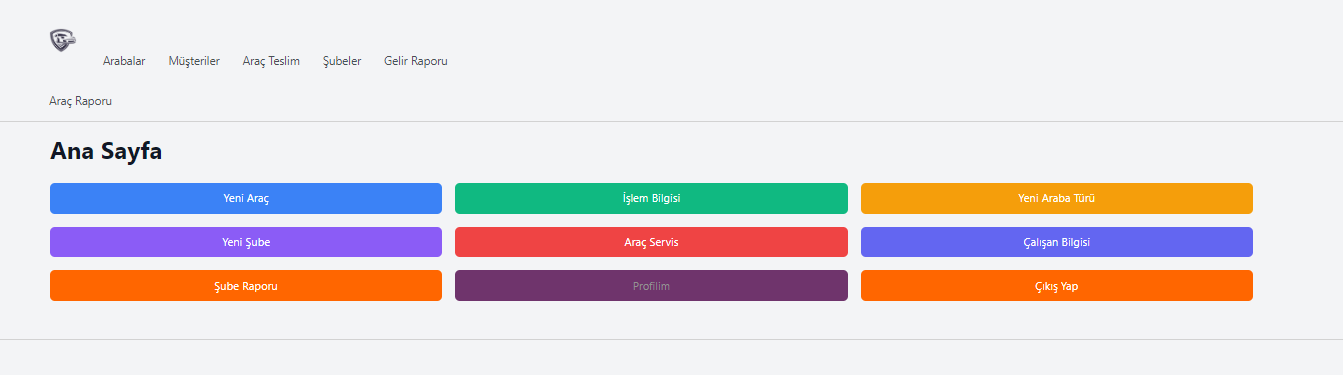 Arabalar Müşteriler Araç Teslim Şubeler Gelir Raporu
Araç Raporu
Ana Sayfa
Yeni Araç İşlem Bilgisi Yeni Araba Türü
Yeni Şube Araç Servis Çalışan Bilgisi
Şube Raporu Profilim Çıkış Yap